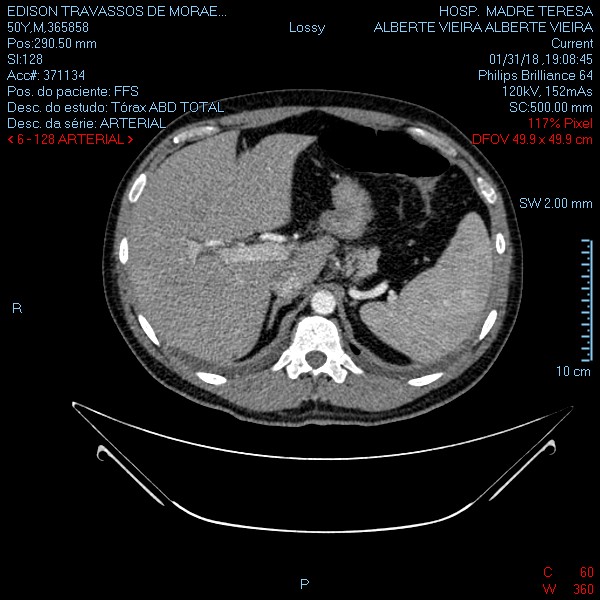 EDISON TRAVASSOS DE MORAE...
50Y,M,365858
Pos:290.50 mm
SI:128
Acc#: 371134
Pos. do paciente: FFS
Desc. do estudo: Tórax ABD TOTAL
Desc. da série: ARTERIAL
< 6 - 128 ARTERIAL >
Lossy
HOSP. MADRE TERESA
ALBERTE VIEIRA ALBERTE VIEIRA
Current
01/31/18 ,19:08:45
Philips Brilliance 64
120kV, 152mAs
SC:500.00 mm
117% Pixel
DFOV 49.9 x 49.9 cm
SW 2.00 mm
R
10 cm
P
C 60
W 360